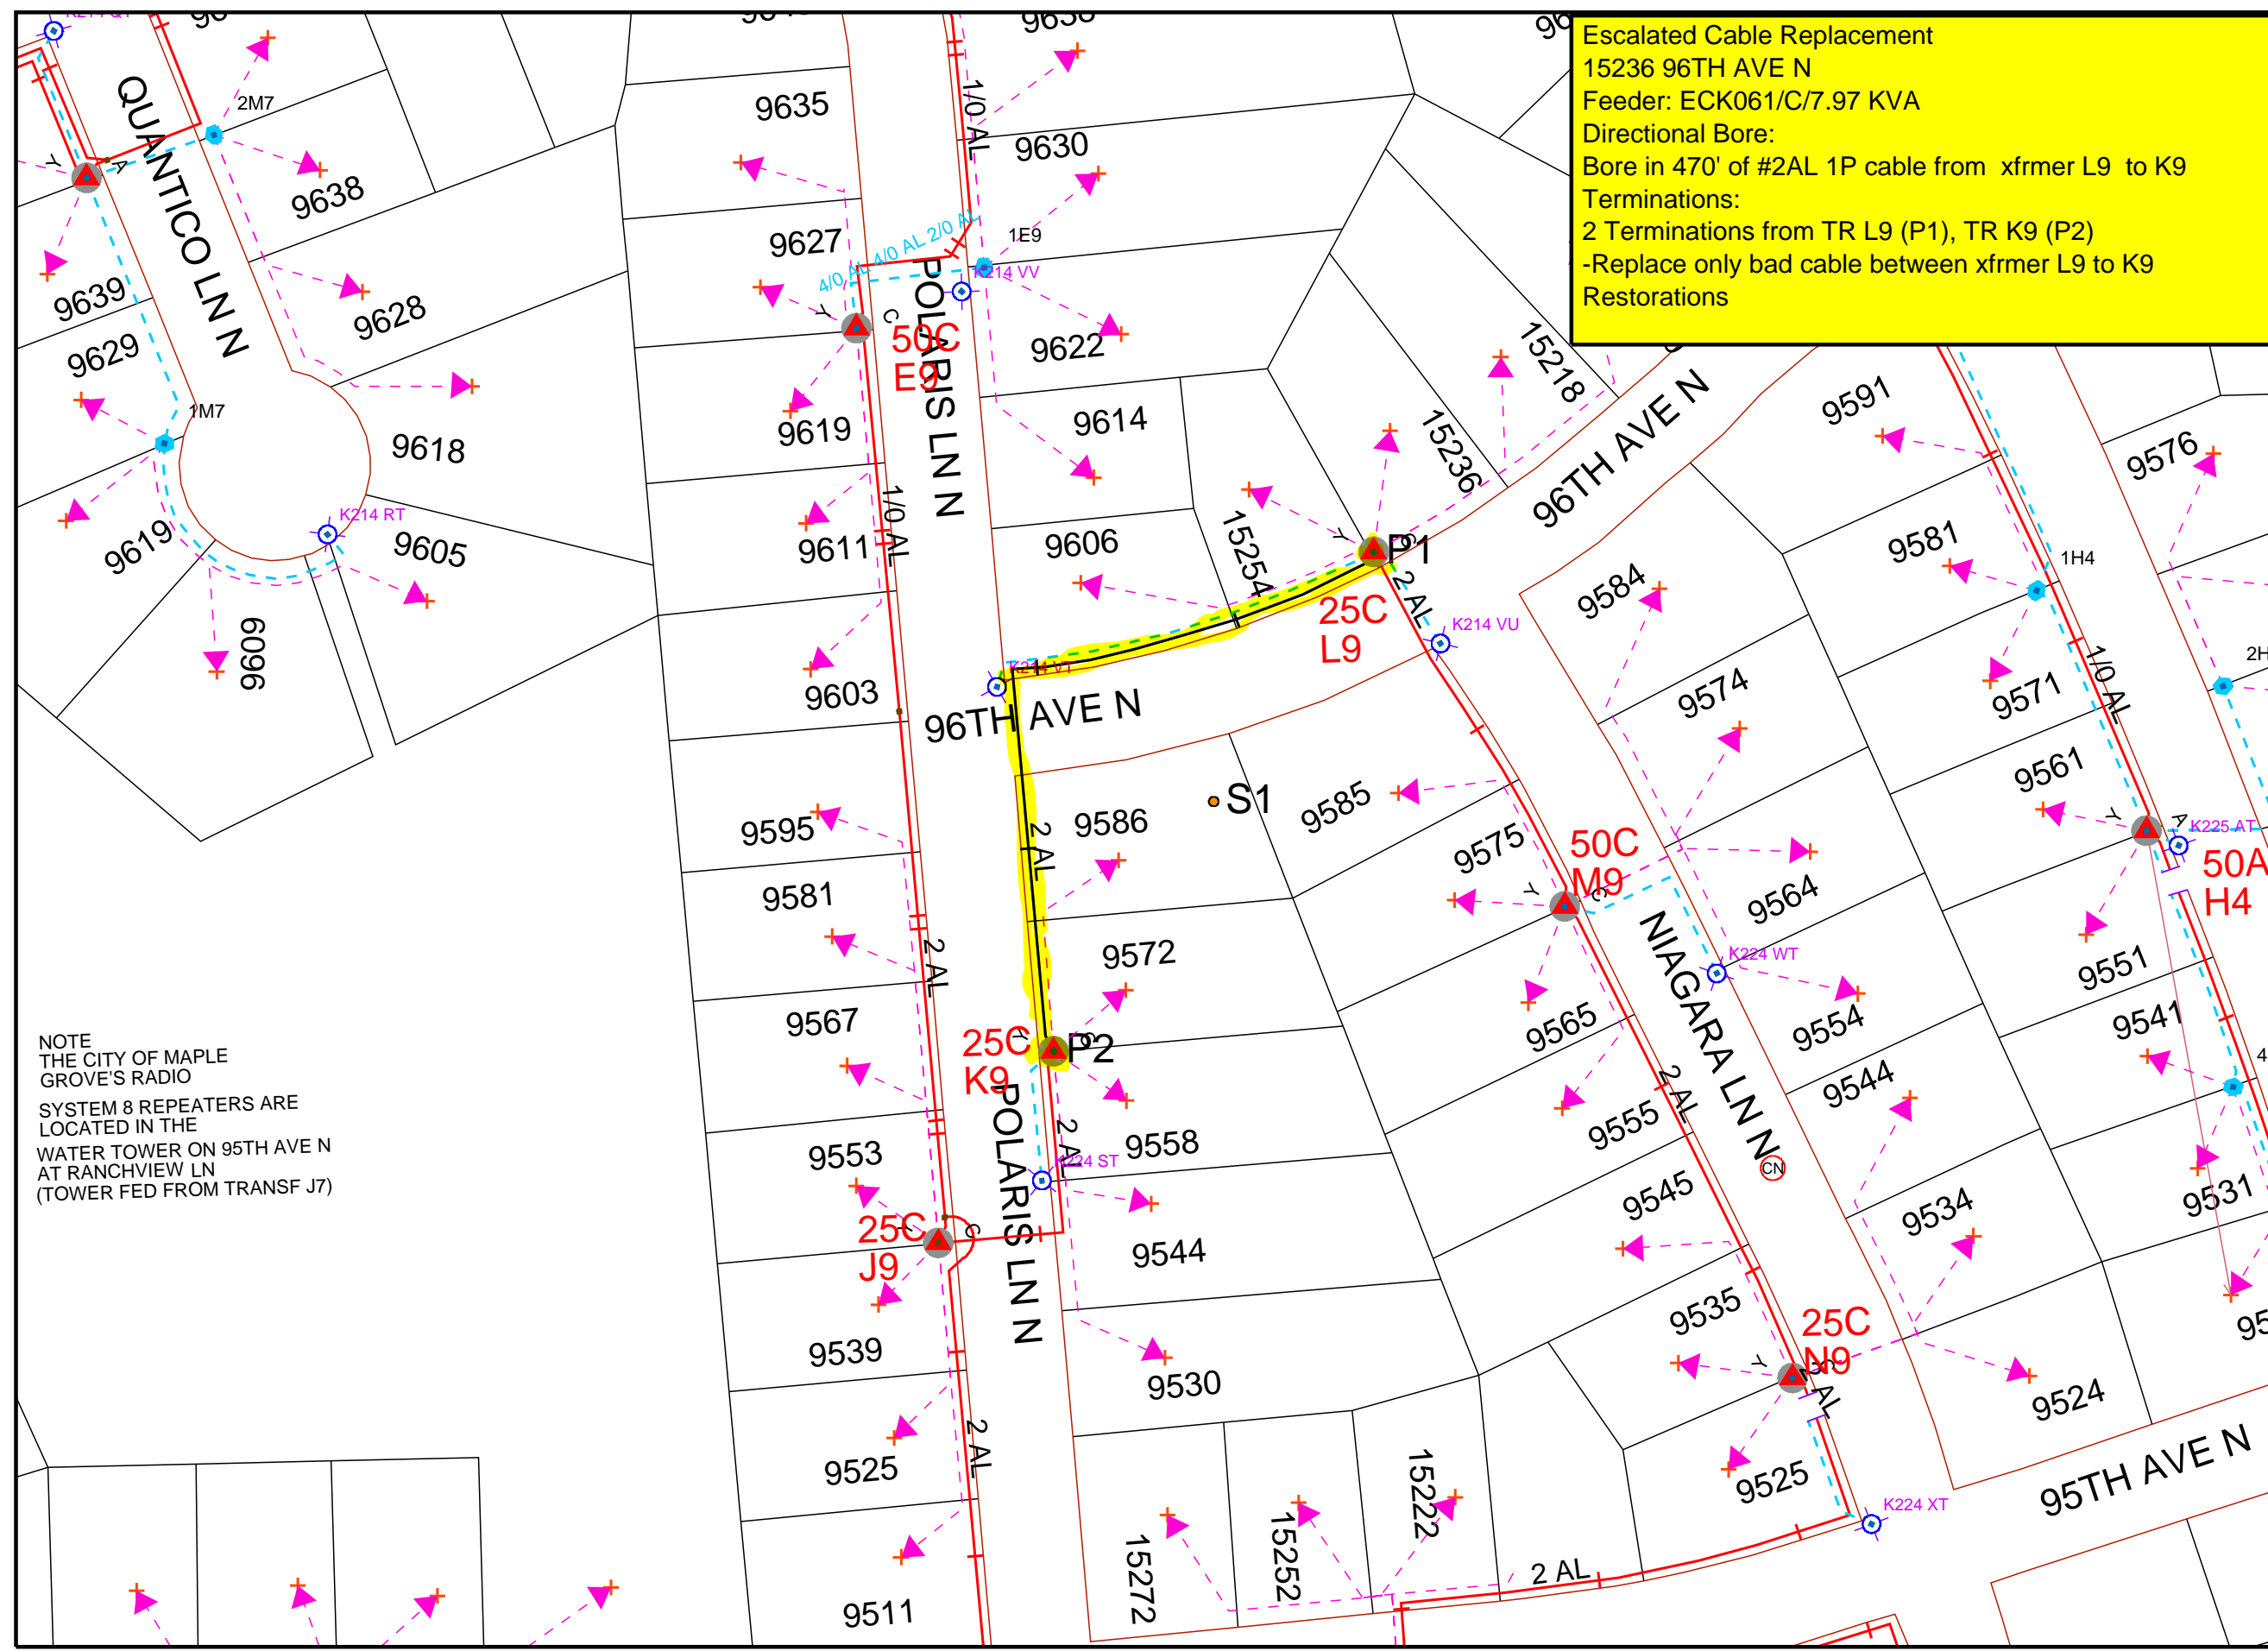 Escalated Cable Replacement
15236 96TH AVE N
Feeder: ECK061/C/7.97 KVA
Directional Bore:
Bore in 470' of #2AL 1P cable from  xfrmer L9  to K9
Terminations:
2 Terminations from TR L9 (P1), TR K9 (P2)
-Replace only bad cable between xfrmer L9 to K9
Restorations
QUANTICO LN N
2M7
Y
A
9638
9639
9628
9629
1M7
9618
9619
K214 RT
9605
6096
9635
1/0 AL
9630
9627
4/0 AL 4/0 AL 2/0 AL
1E9
K214 VV
POLARIS LN N
Y
C
50C
E9
9622
9619
9614
1/0 AL
9611
9606
9603
15254
15236
15218
96TH AVE N
Y
P1
2 AL
25C
L9
K214 VU
K214 VT
96TH AVE N
9591
9576
9581
1H4
9584
9574
9571
1/0 AL
9561
Y
A
K225 AT
50A
H4
9595
9586
S1
9585
2 AL
9581
9575
50C
M9
Y
C
9564
9572
2 AL
9567
NIAGARA LN N
K224 WT
9551
9565
9554
9541
25C
K9
Y
P2
POLARIS LN N
2 AL
9558
K224 ST
9553
2 AL
9555
9544
CN
9545
9534
9531
25C
J9
C
9544
9539
9535
25C
N9
Y
2 AL
9530
9524
9525
2 AL
15222
15252
15272
9525
K224 XT
95TH AVE N
9511
2 AL
NOTE
THE CITY OF MAPLE
GROVE'S RADIO
SYSTEM 8 REPEATERS ARE
LOCATED IN THE
WATER TOWER ON 95TH AVE N
AT RANCHVIEW LN
(TOWER FED FROM TRANSF J7)